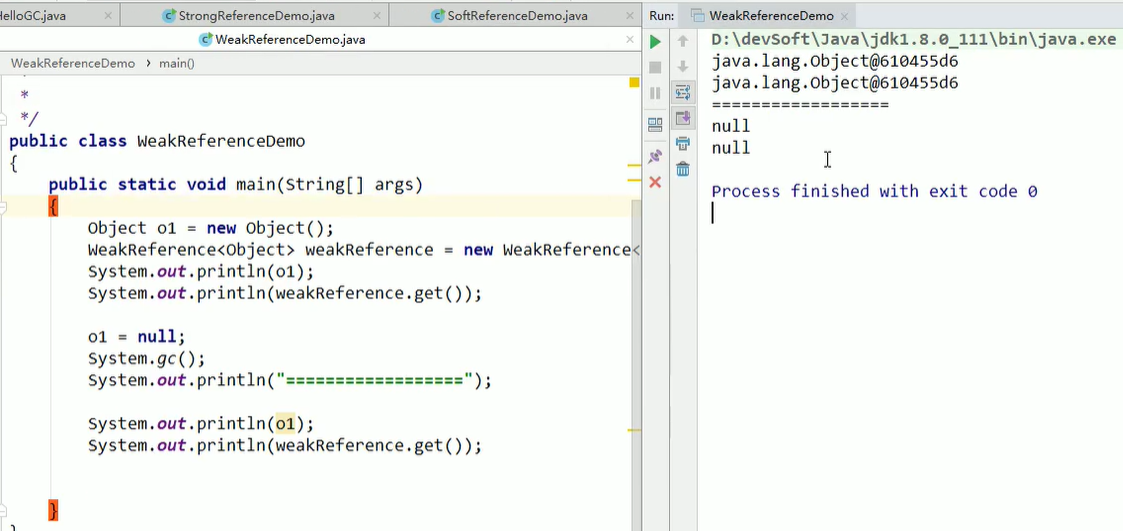 elloGC.java StrongReferenceDemo.java SoftReferenceDemo.java
WeakReferenceDemo.java
WeakReferenceDemo main()
*
*/
public class WeakReferenceDemo
{
public static void main(String[] args)
{
Object o1 = new Object();
WeakReference<Object> weakReference = new WeakReference<
System.out.println(o1);
System.out.println(weakReference.get());
o1 = null;
System.gc();
System.out.println("==================");
System.out.println(o1);
System.out.println(weakReference.get());
}
Run: WeakReferenceDemo
D:\devSoft\Java\jdk1.8.0_111\bin\java.exe
java.lang.Object@610455d6
java.lang.Object@610455d6
==================
null
null
Process finished with exit code 0